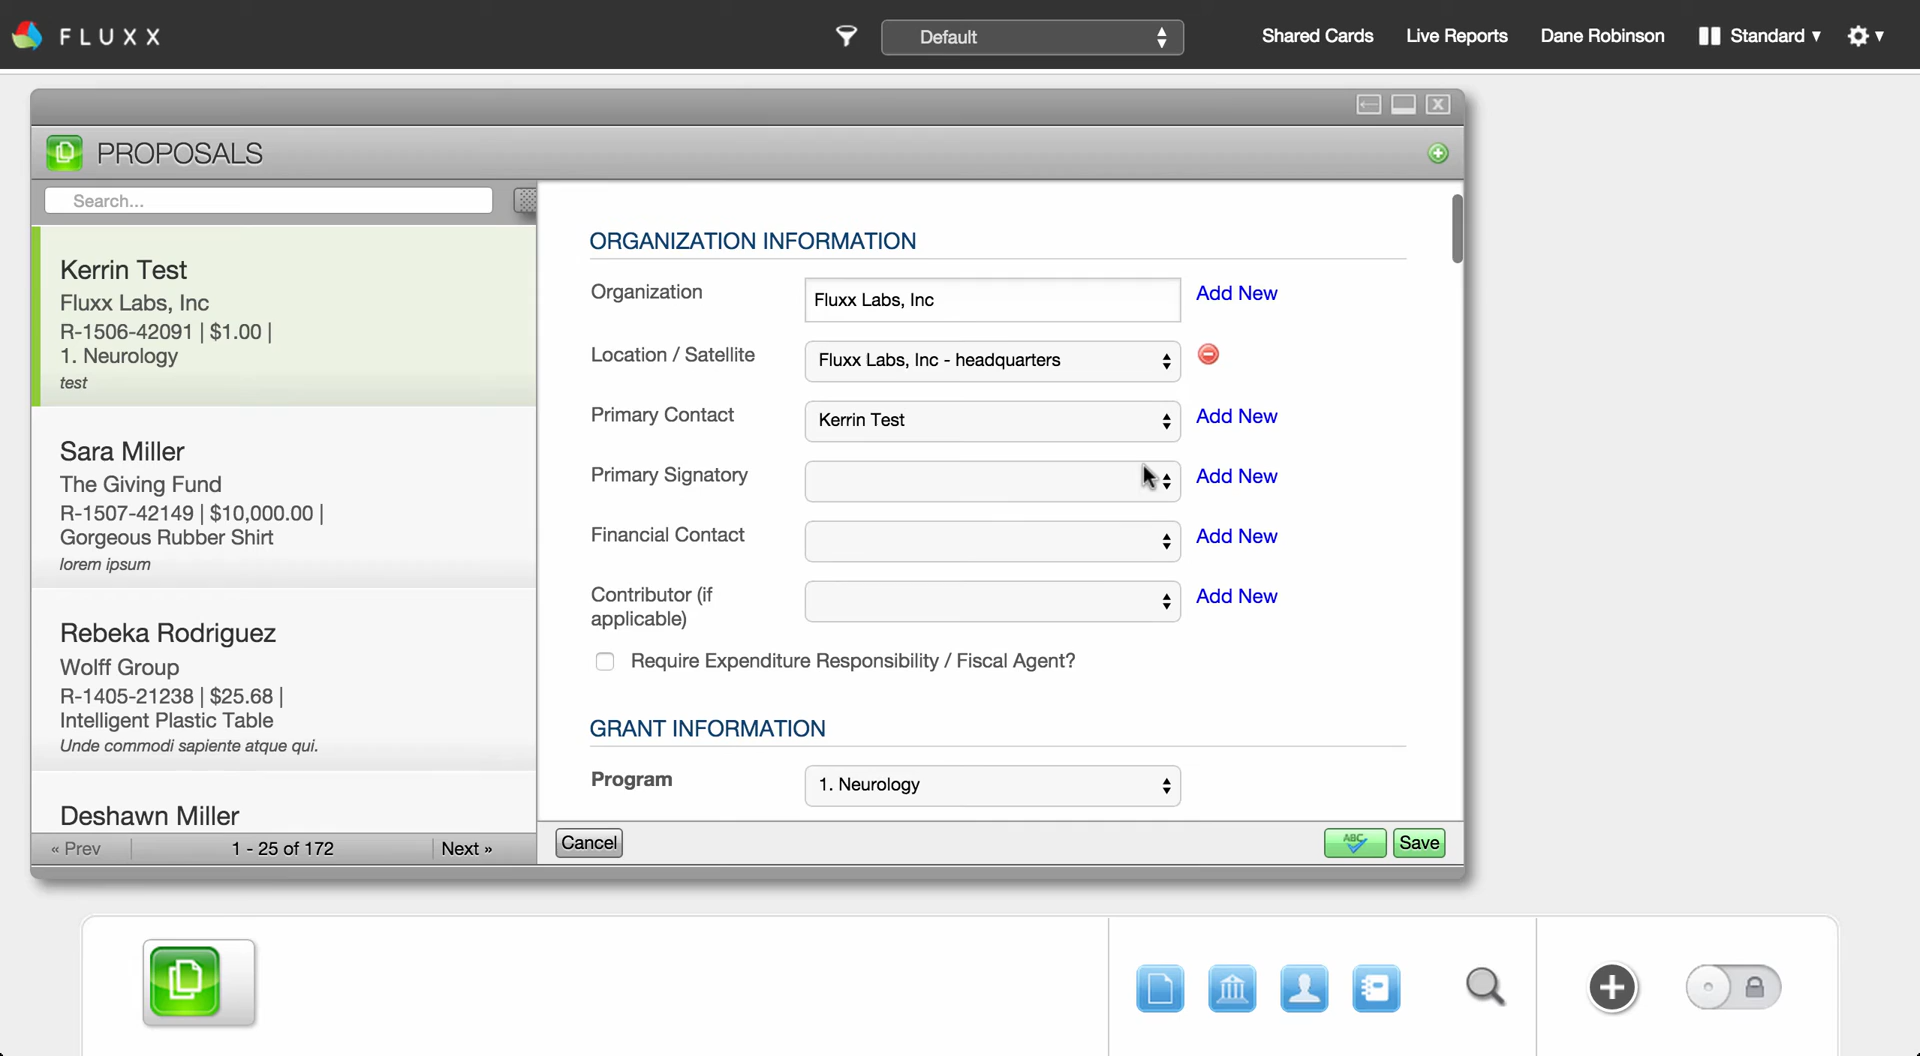 FLUXX
Default
Shared Cards
Live Reports
Dane Robinson
Standard ▾
PROPOSALS
Search...
Kerrin Test
Fluxx Labs, Inc
R-1506-42091 | $1.00 |
1. Neurology
test
Sara Miller
The Giving Fund
R-1507-42149 | $10,000.00 |
Gorgeous Rubber Shirt
lorem ipsum
Rebeka Rodriguez
Wolff Group
R-1405-21238 | $25.68 |
Intelligent Plastic Table
Unde commodi sapiente atque qui.
Deshawn Miller
« Prev
1 - 25 of 172
Next »
ORGANIZATION INFORMATION
Organization
Fluxx Labs, Inc
Add New
Location / Satellite
Fluxx Labs, Inc - headquarters
Primary Contact
Kerrin Test
Add New
Primary Signatory
Add New
Financial Contact
Add New
Contributor (if
applicable)
Add New
Require Expenditure Responsibility / Fiscal Agent?
GRANT INFORMATION
Program
1. Neurology
Cancel
ABC
Save